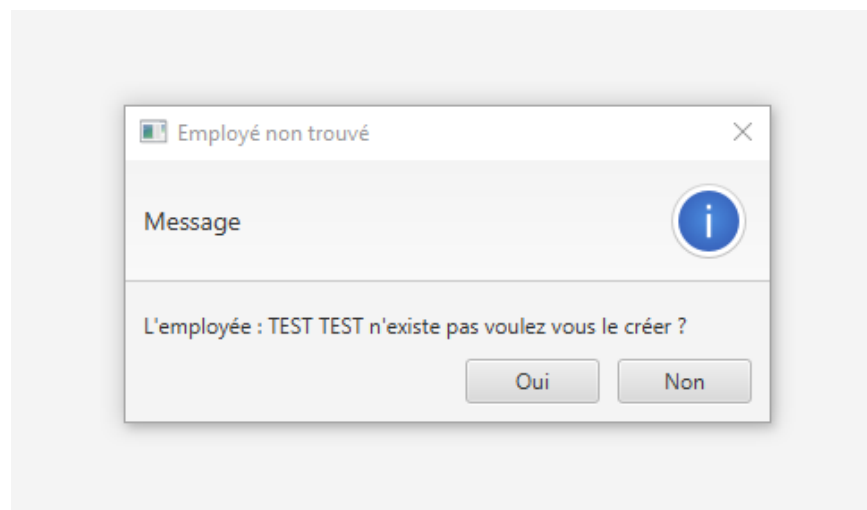 Employé non trouvé
Message
i
L'employée : TEST TEST n'existe pas voulez vous le créer ?
Oui Non